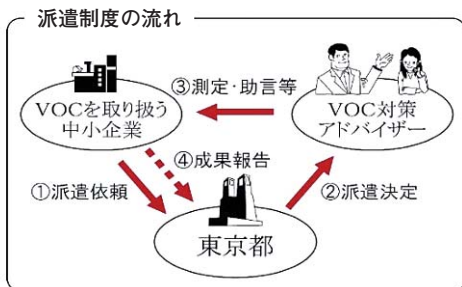 派遣制度の流れ
③測定・助言等
VOCを取り扱う
中小企業
VOC対策
アドバイザー
④成果報告
①派遣依頼
②派遣決定
東京都